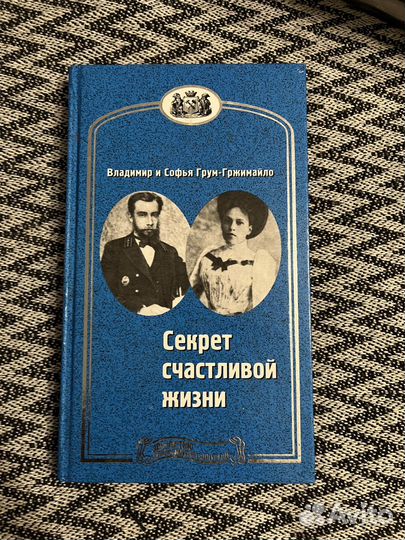 Владимир и Софья Грум-Гржимайло
Секрет
счастливой
жизни
Avito